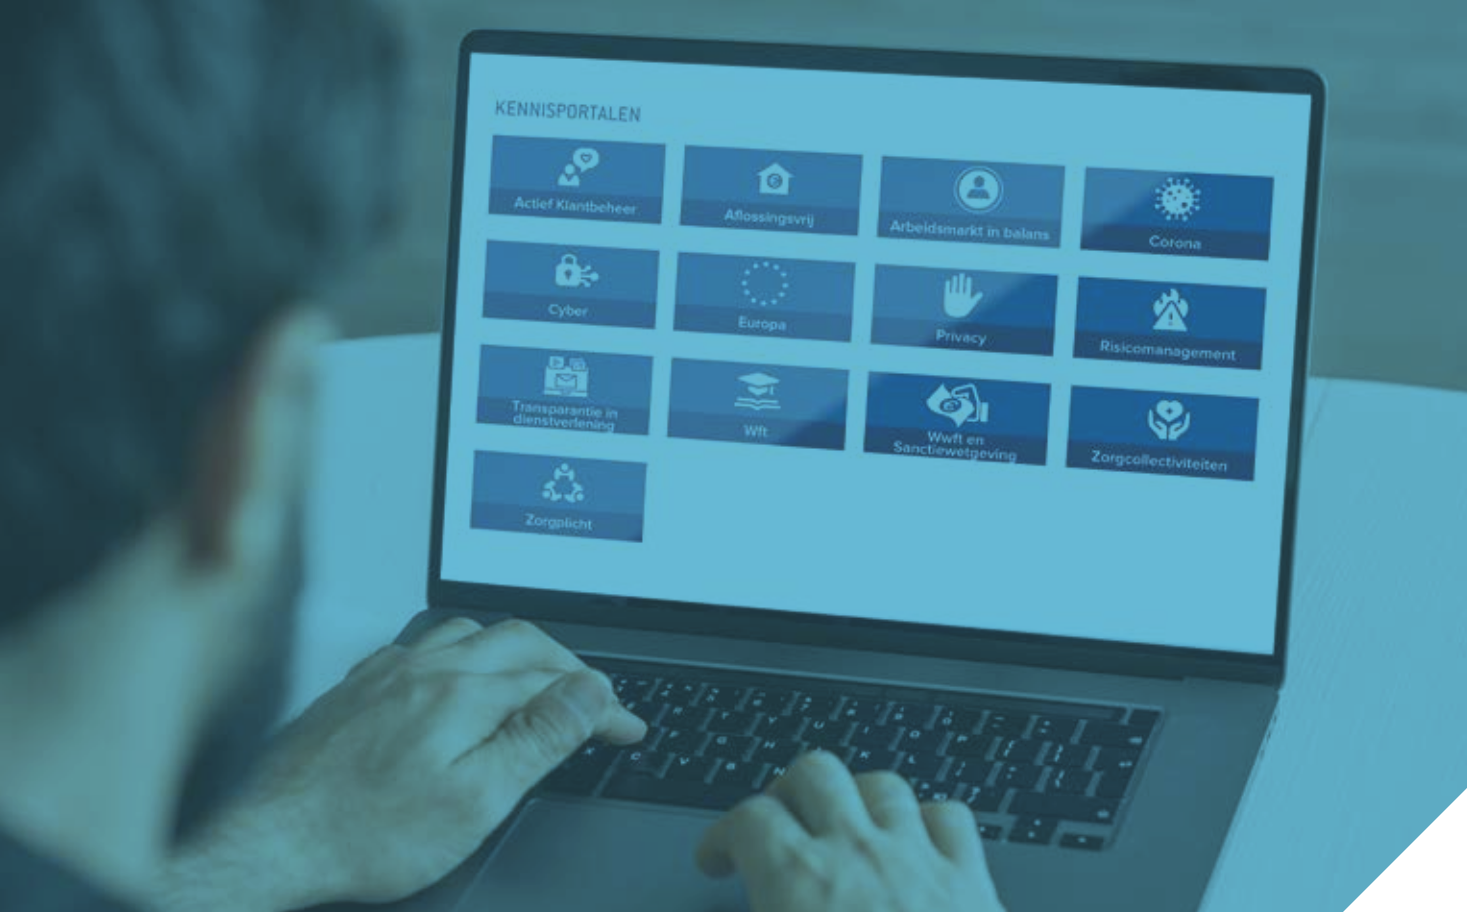 KENNISPORTALEN
Actief Klantbeheer
Aflossingsvrij
Arbeidsmarkt in balans
Corona
Cyber
Europa
Privacy
Risicomanagement
Transparantie in
dienstverlening
Wft
Wwft en
Sanctiewetgeving
Zorgcollectiviteiten
Zorgplicht